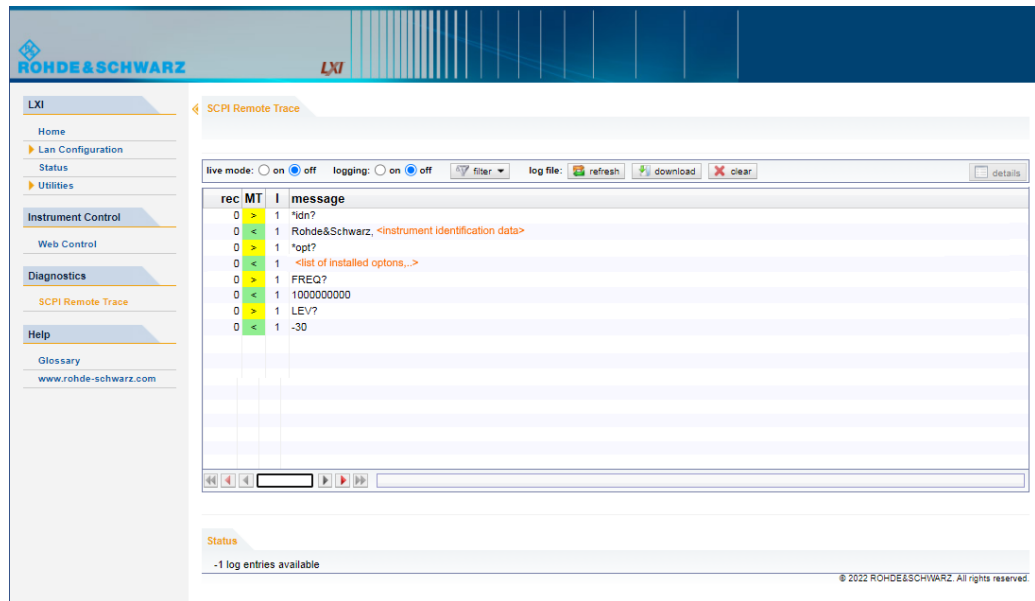 ROHDE&SCHWARZ
LXI
LXI
Home
Lan Configuration
Status
Utilities
Instrument Control
Web Control
Diagnostics
SCPI Remote Trace
Help
Glossary
www.rohde-schwarz.com
SCPI Remote Trace
live mode: on off logging: on off filter log file: refresh download clear details
rec MT I message
0 > 1 *idn?
0 < 1 Rohde&Schwarz, <instrument identification data>
0 > 1 *opt?
0 < 1 <list of installed optons,..>
0 > 1 FREQ?
0 < 1 1000000000
0 > 1 LEV?
0 < 1 -30
Status
-1 log entries available
© 2022 ROHDE&SCHWARZ. All rights reserved.